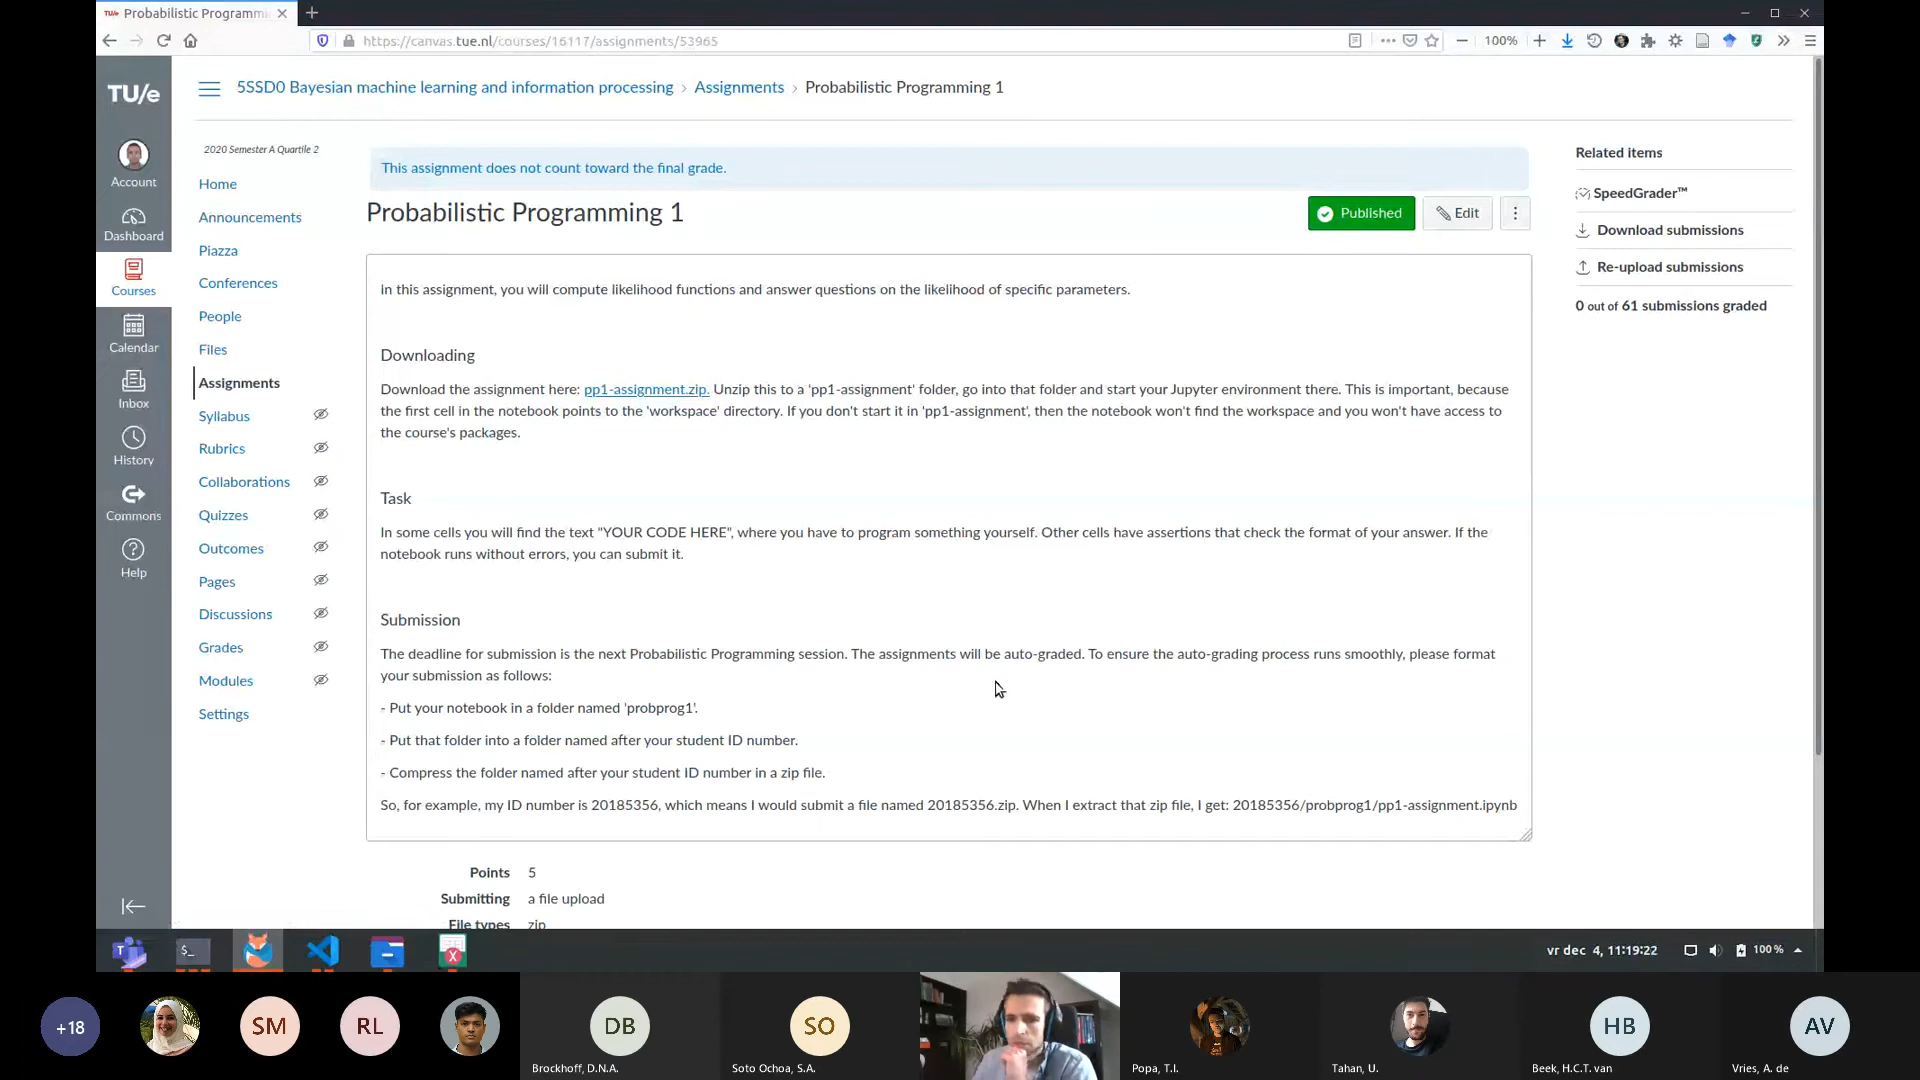 TU/e Probabilistic Programmi
https://canvas.tue.nl/courses/16117/assignments/53965
100%
TU/e
5SSD0 Bayesian machine learning and information processing › Assignments › Probabilistic Programming 1
Account
Dashboard
Courses
Calendar
Inbox
History
Commons
Help
2020 Semester A Quartile 2
Home
Announcements
Piazza
Conferences
People
Files
Assignments
Syllabus
Rubrics
Collaborations
Quizzes
Outcomes
Pages
Discussions
Grades
Modules
Settings
This assignment does not count toward the final grade.
Probabilistic Programming 1
Published
Edit
In this assignment, you will compute likelihood functions and answer questions on the likelihood of specific parameters.
Downloading
Download the assignment here: pp1-assignment.zip. Unzip this to a 'pp1-assignment' folder, go into that folder and start your Jupyter environment there. This is important, because
the first cell in the notebook points to the 'workspace' directory. If you don't start it in 'pp1-assignment', then the notebook won't find the workspace and you won't have access to
the course's packages.
Task
In some cells you will find the text "YOUR CODE HERE", where you have to program something yourself. Other cells have assertions that check the format of your answer. If the
notebook runs without errors, you can submit it.
Submission
The deadline for submission is the next Probabilistic Programming session. The assignments will be auto-graded. To ensure the auto-grading process runs smoothly, please format
your submission as follows:
- Put your notebook in a folder named 'probprog1'.
- Put that folder into a folder named after your student ID number.
- Compress the folder named after your student ID number in a zip file.
So, for example, my ID number is 20185356, which means I would submit a file named 20185356.zip. When I extract that zip file, I get: 20185356/probprog1/pp1-assignment.ipynb
Points 5
Submitting a file upload
File types zip
Related items
SpeedGrader™
Download submissions
Re-upload submissions
0 out of 61 submissions graded
vr dec 4, 11:19:22
100%
+18
SM
RL
DB
Brockhoff, D.N.A.
SO
Soto Ochoa, S.A.
Popa, T.I.
Tahan, U.
HB
Beek, H.C.T. van
AV
Vries, A. de